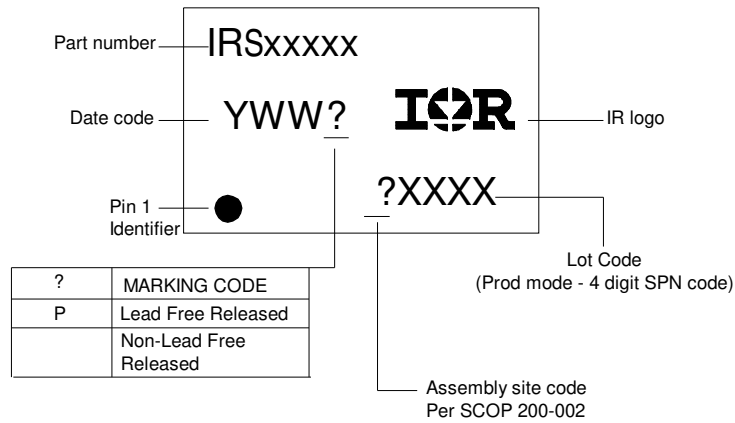 Part number
IRSxxxxx
Date code
YWW?
IOR
IR logo
?XXXX
Pin 1
Identifier
Lot Code
(Prod mode - 4 digit SPN code)
? MARKING CODE
P Lead Free Released
Non-Lead Free
Released
Assembly site code
Per SCOP 200-002